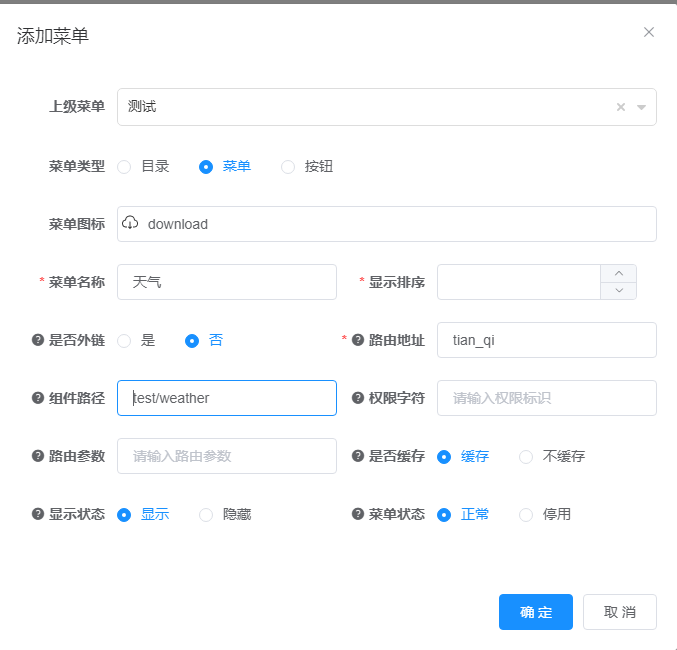 添加菜单
上级菜单 测试
菜单类型 目录 菜单 按钮
菜单图标 download
* 菜单名称 天气 * 显示排序
是否外链 是 否 * 路由地址 tian_qi
组件路径 test/weather 权限字符 请输入权限标识
路由参数 请输入路由参数 是否缓存 缓存 不缓存
显示状态 显示 隐藏 菜单状态 正常 停用
确 定 取 消